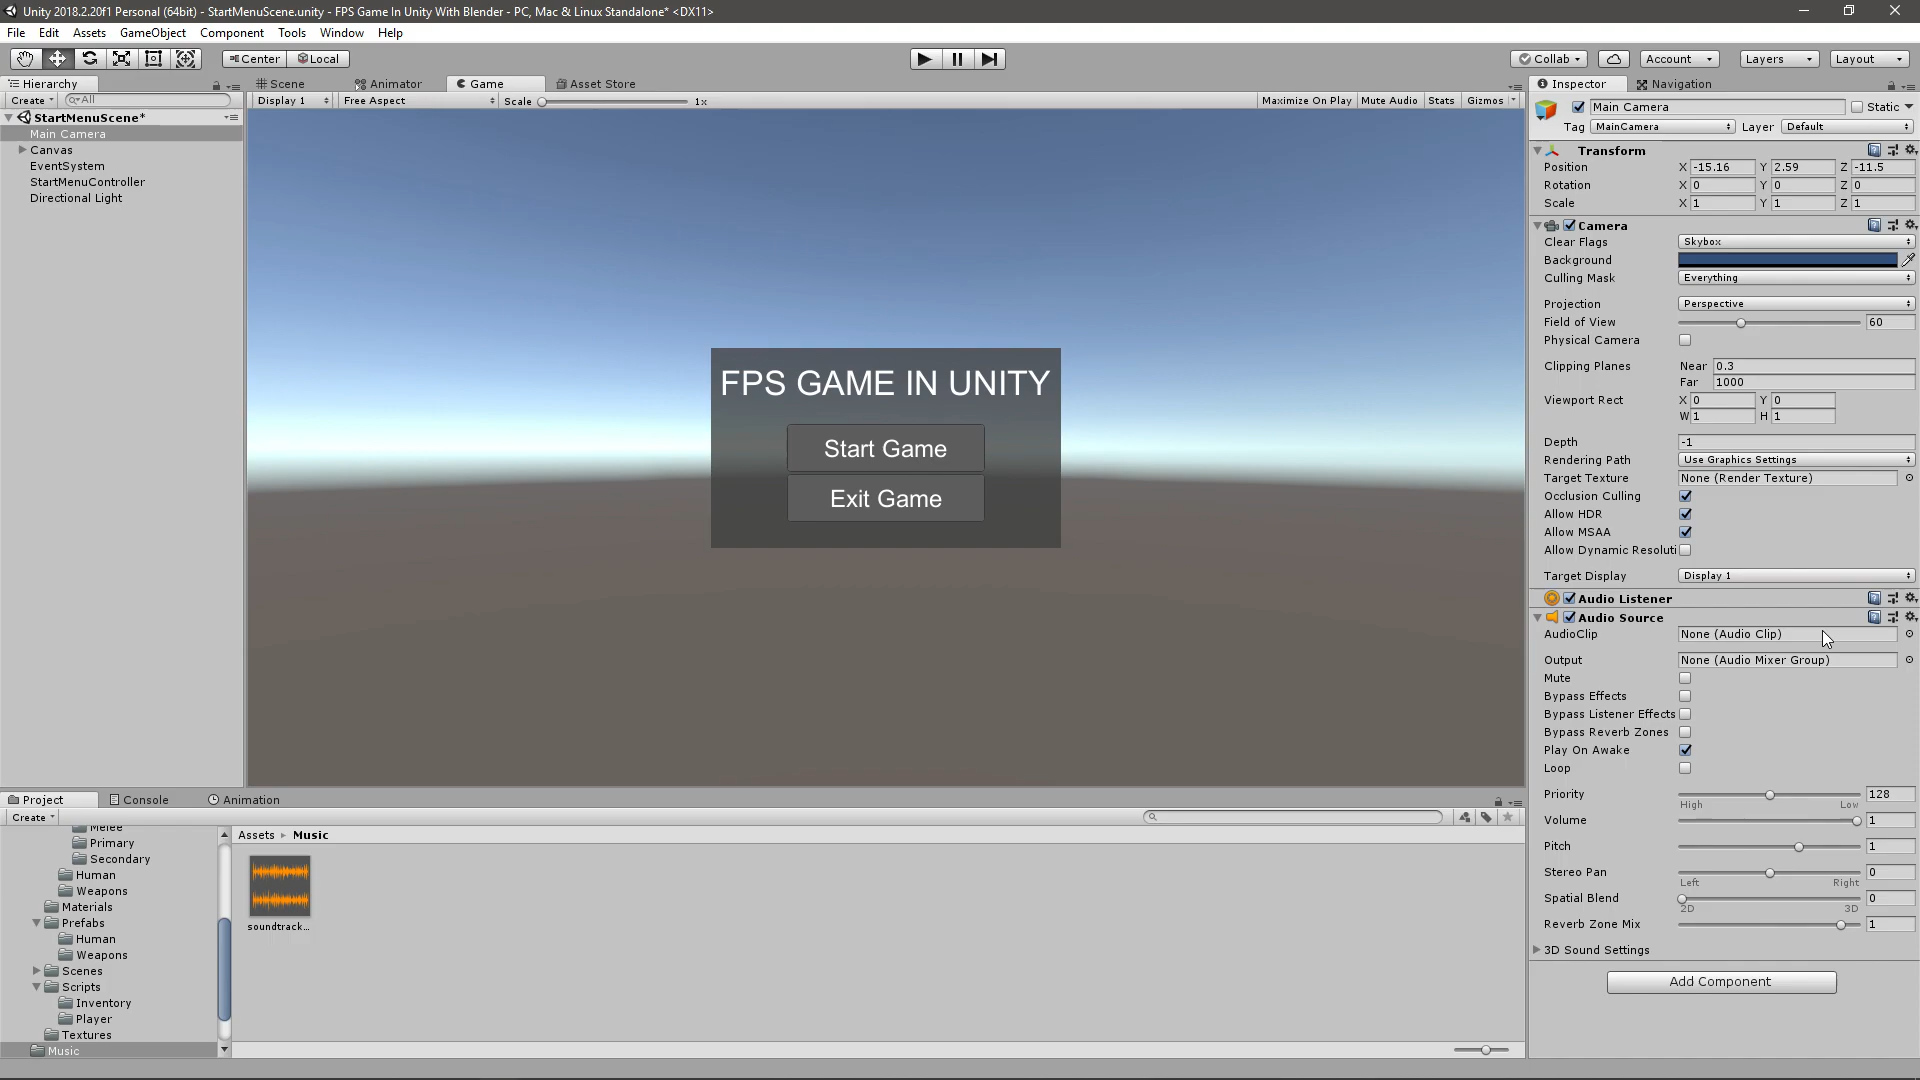 Unity 2018.2.20f1 Personal (64bit) - StartMenuScene.unity - FPS Game In Unity With Blender - PC, Mac & Linux Standalone* <DX11>
File Edit Assets GameObject Component Tools Window Help
Center Local Collab Account Layers Layout
Hierarchy Scene Animator Game Asset Store Inspector Navigation
Create All Display 1 Free Aspect Scale 1x Maximize On Play Mute Audio Stats Gizmos
Main Camera Static
Tag MainCamera Layer Default
StartMenuScene*
Main Camera
Canvas
EventSystem
StartMenuController
Directional Light
FPS GAME IN UNITY
Start Game
Exit Game
Transform
Position X -15.16 Y 2.59 Z -11.5
Rotation X 0 Y 0 Z 0
Scale X 1 Y 1 Z 1
Camera
Clear Flags Skybox
Background
Culling Mask Everything
Projection Perspective
Field of View 60
Physical Camera
Clipping Planes Near 0.3
Far 1000
Viewport Rect X 0 Y 0
W 1 H 1
Depth -1
Rendering Path Use Graphics Settings
Target Texture None (Render Texture)
Occlusion Culling
Allow HDR
Allow MSAA
Allow Dynamic Resoluti
Target Display Display 1
Audio Listener
Audio Source
AudioClip None (Audio Clip)
Output None (Audio Mixer Group)
Mute
Bypass Effects
Bypass Listener Effects
Bypass Reverb Zones
Play On Awake
Loop
Priority 128
High Low
Volume 1
Pitch 1
Stereo Pan 0
Left Right
Spatial Blend 0
2D 3D
Reverb Zone Mix 1
3D Sound Settings
Add Component
Project Console Animation
Create
Assets Music
soundtrack...
Melee
Primary
Secondary
Human
Weapons
Materials
Prefabs
Human
Weapons
Scenes
Scripts
Inventory
Player
Textures
Music